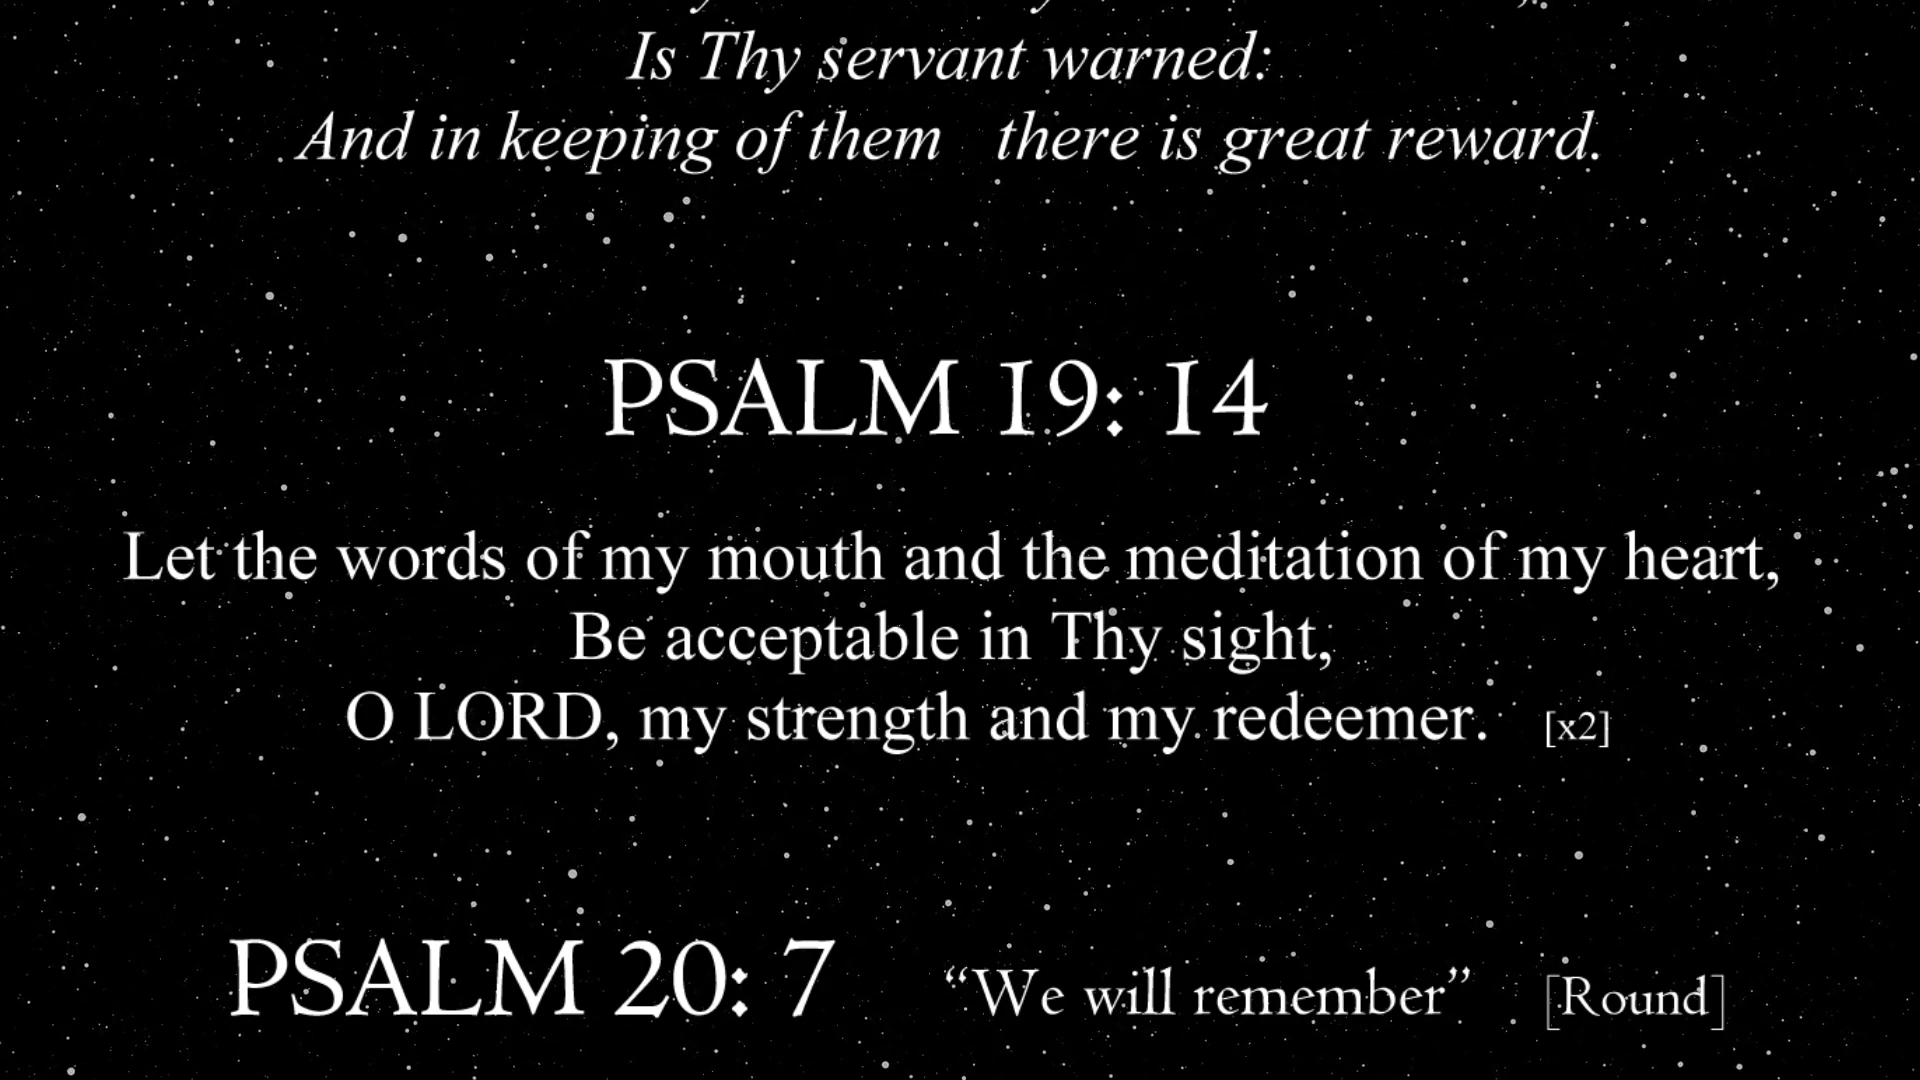 Is Thy servant warned:
And in keeping of them there is great reward.
PSALM 19: 14
Let the words of my mouth and the meditation of my heart,
Be acceptable in Thy sight,
O LORD, my strength and my redeemer. [x2]
PSALM 20: 7 “We will remember” [Round]